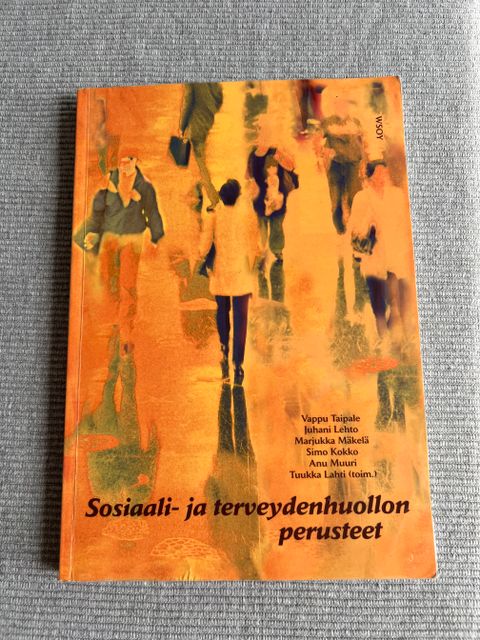 WSOY
Vappu Taipale
Juhani Lehto
Marjukka Mäkelä
Simo Kokko
Anu Muuri
Tuukka Lahti (toim.)
Sosiaali- ja terveydenhuollon
perusteet